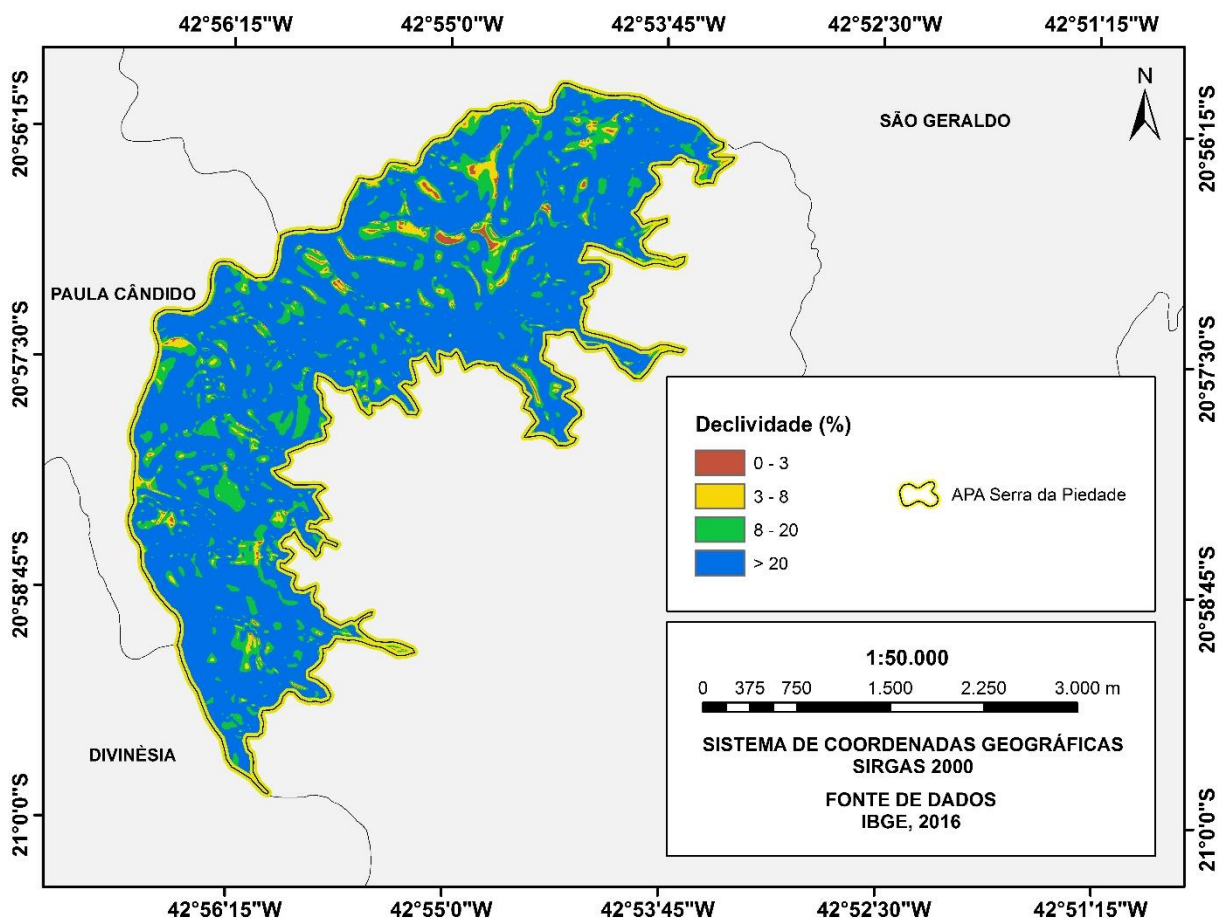 42°56'15"W 42°55'0"W 42°53'45"W 42°52'30"W 42°51'15"W
20°56'15"S
20°56'15"S
N
SÃO GERALDO
PAULA CÂNDIDO
20°57'30"S
20°57'30"S
Declividade (%)
0 - 3
3 - 8
8 - 20
> 20
APA Serra da Piedade
20°58'45"S
20°58'45"S
1:50.000
0 375 750 1.500 2.250 3.000 m
SISTEMA DE COORDENADAS GEOGRÁFICAS
SIRGAS 2000
FONTE DE DADOS
IBGE, 2016
DIVINÈSIA
21°0'0"S
21°0'0"S
42°56'15"W 42°55'0"W 42°53'45"W 42°52'30"W 42°51'15"W